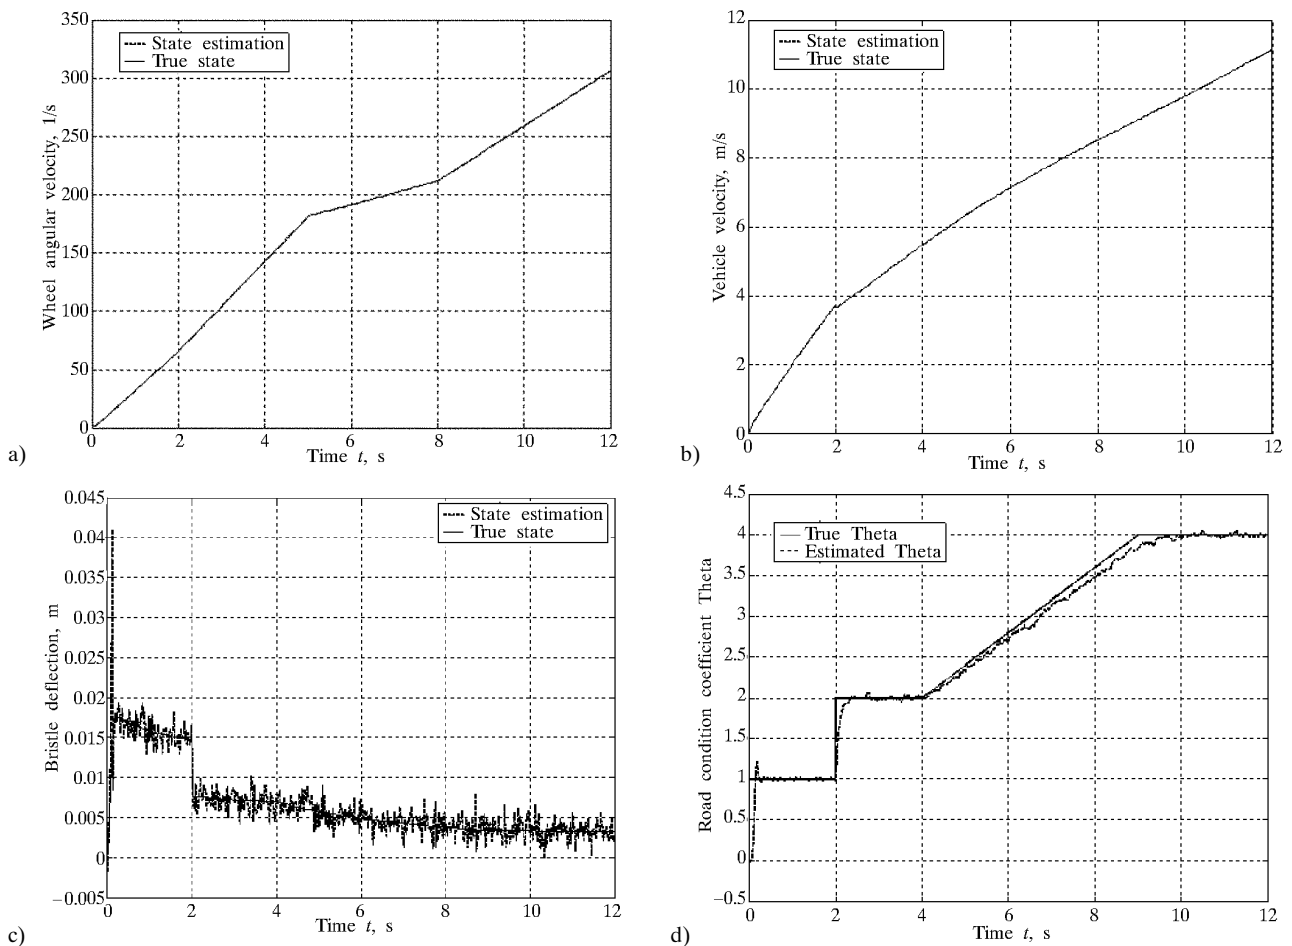 350
300
250
200
150
100
50
0
Wheel angular velocity, 1/s
State estimation
True state
0 2 4 6 8 10 12
Time t, s
a)
12
10
8
6
4
2
0
Vehicle velocity, m/s
State estimation
True state
0 2 4 6 8 10 12
Time t, s
b)
0.045
0.04
0.035
0.03
0.025
0.02
0.015
0.01
0.005
0
−0.005
Bristle deflection, m
State estimation
True state
0 2 4 6 8 10 12
Time t, s
c)
4.5
4
3.5
3
2.5
2
1.5
1
0.5
0
−0.5
Road condition coefficient Theta
True Theta
Estimated Theta
0 2 4 6 8 10 12
Time t, s
d)